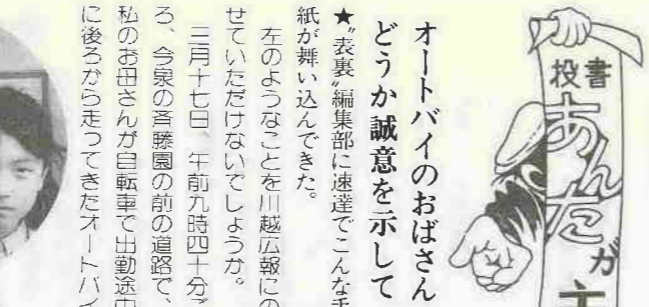 投書
あんたが主
オートバイのおばさん
どうか誠意を示して
★〝表裏〟編集部に速達でこんな手
紙が舞い込んできた。
左のようなことを川越広報にの
せていただけないでしょうか。
三月十七日、午前九時四十分ご
ろ、今泉の斉藤園の前の道路で、
私のお母さんが自転車で出勤途中
に後ろから走ってきたオートバイ